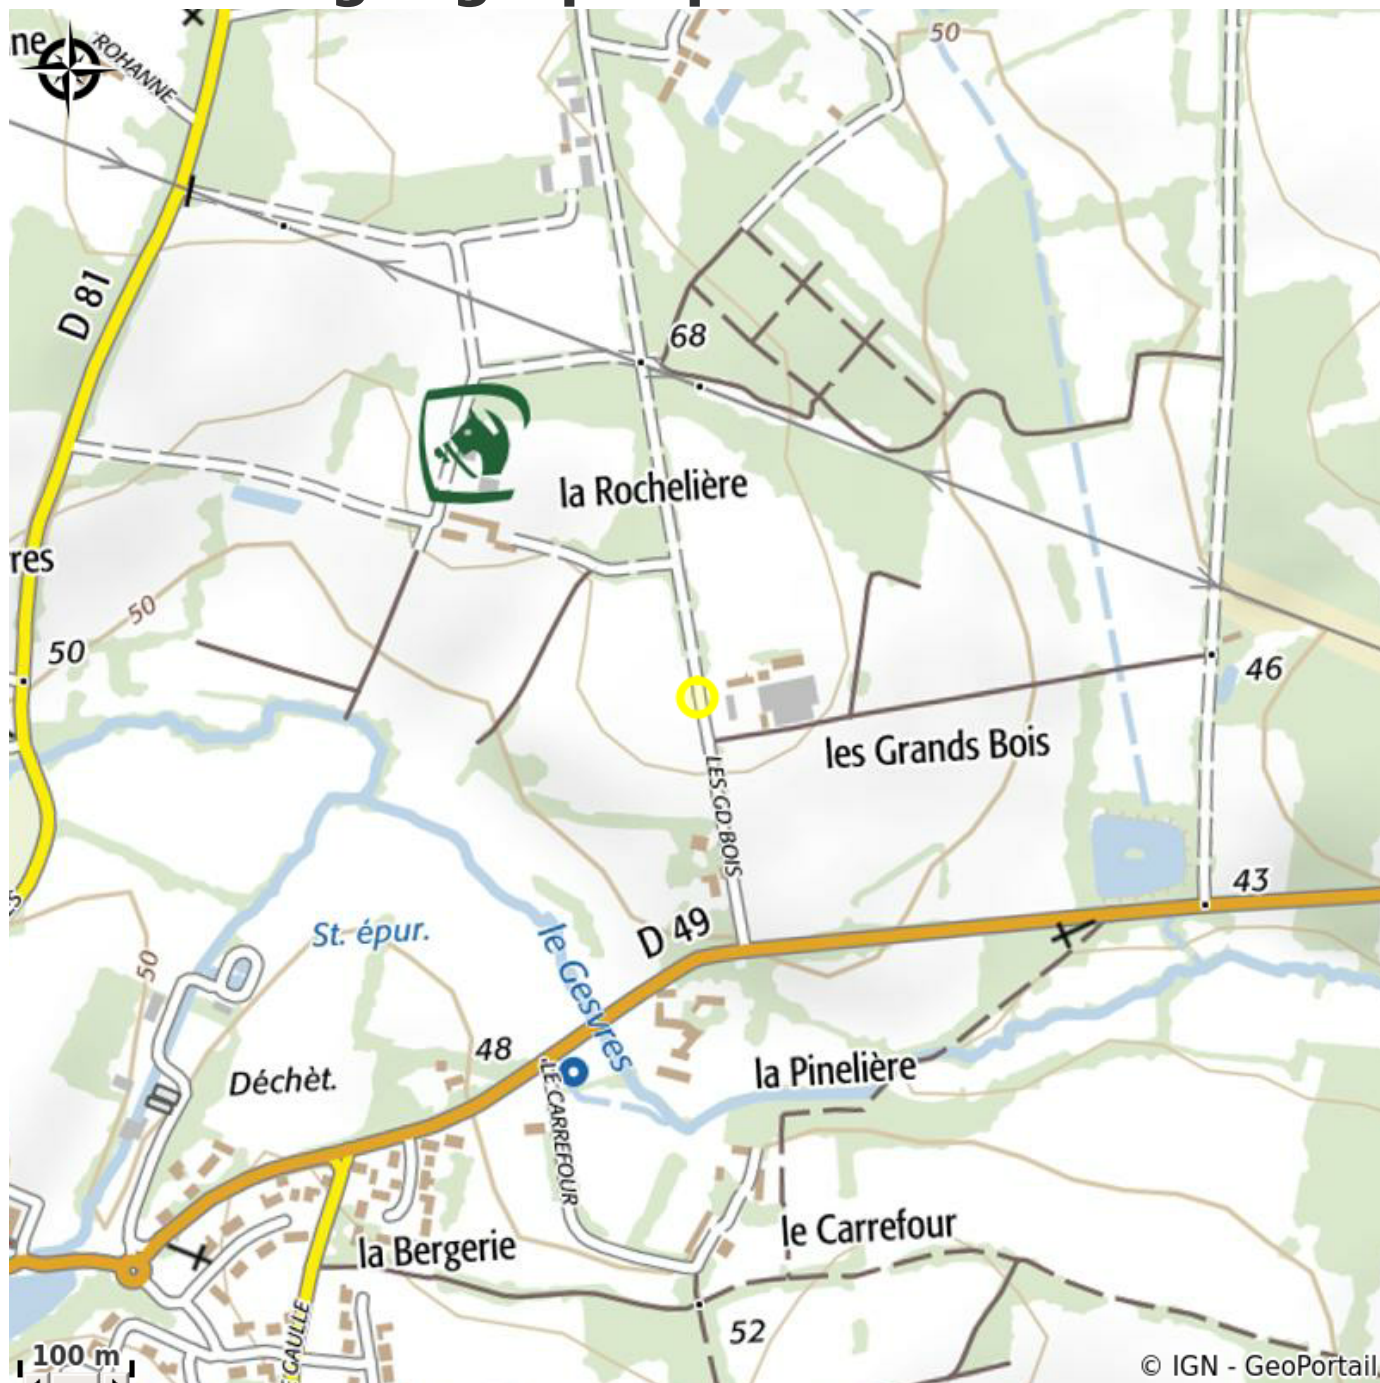 ne
ROHANNE
50
D 81
68
la Rochelière
res
50
50
46
les Grands Bois
LES GD BOIS
43
St. épur.
D 49
le Gesvres
50
48
Déchèt.
la Pinelière
LE CARREFOUR
le Carrefour
la Bergerie
GAULLE
52
100 m
© IGN - GeoPortail